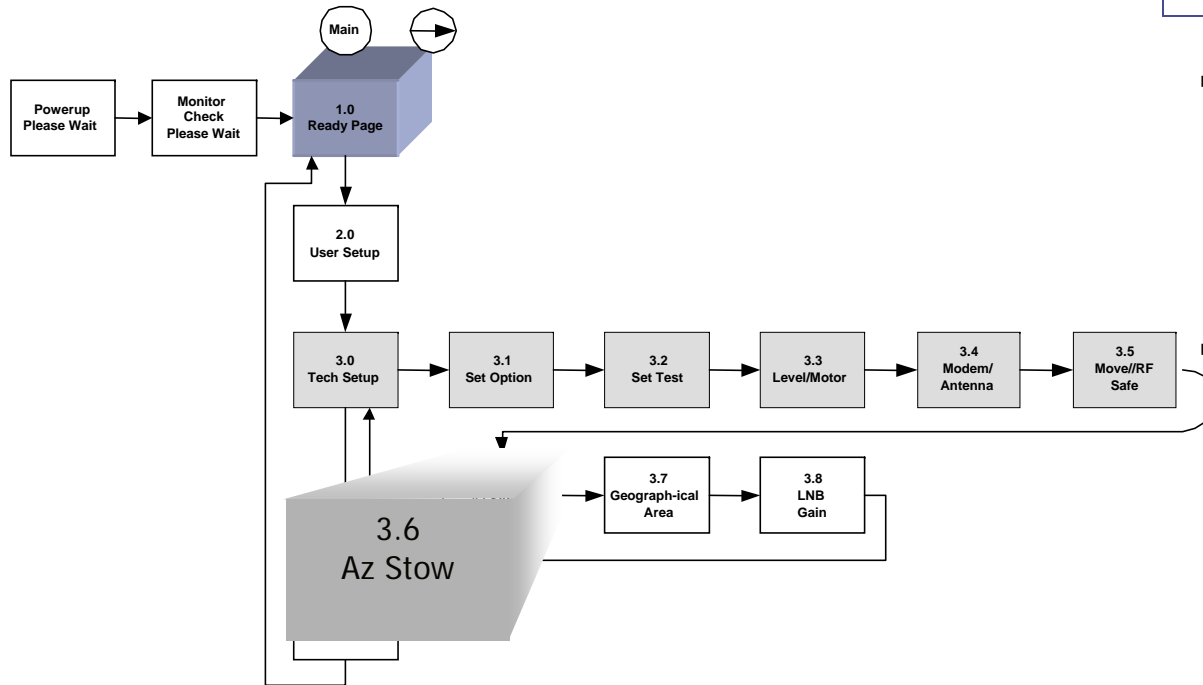 Main
Powerup
Please Wait
Monitor
Check
Please Wait
1.0
Ready Page
2.0
User Setup
3.0
Tech Setup
3.1
Set Option
3.2
Set Test
3.3
Level/Motor
3.4
Modem/
Antenna
3.5
Move//RF
Safe
3.6
Az Stow
3.7
Geograph-ical
Area
3.8
LNB
Gain